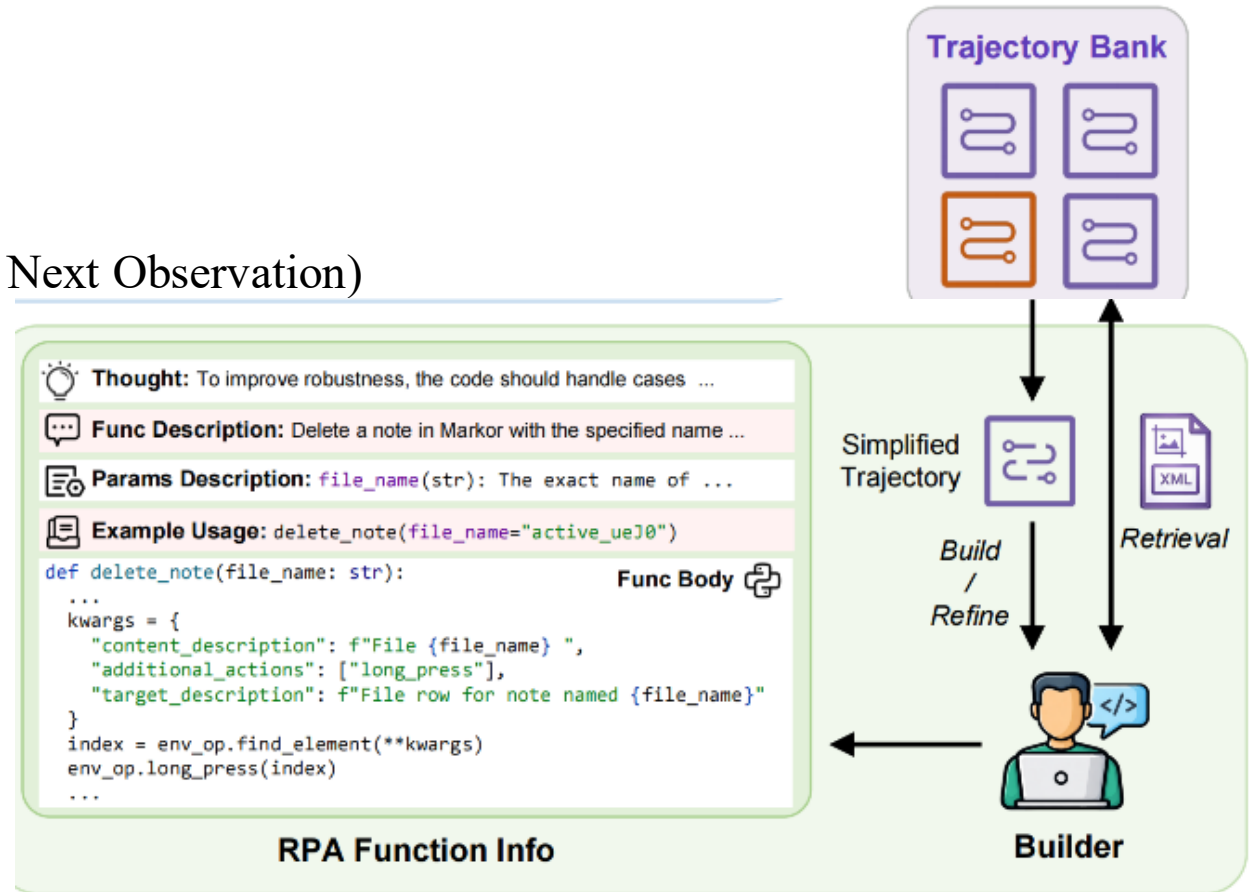 Trajectory Bank
Next Observation)
Thought: To improve robustness, the code should handle cases ...
Func Description: Delete a note in Markor with the specified name ...
Params Description: file_name(str): The exact name of ...
Example Usage: delete_note(file_name="active_ueJ0")
def delete_note(file_name: str):
Func Body
...
kwargs = {
"content_description": f"File {file_name} ",
"additional_actions": ["long_press"],
"target_description": f"File row for note named {file_name}"
}
index = env_op.find_element(**kwargs)
env_op.long_press(index)
...
RPA Function Info
Simplified
Trajectory
XML
Retrieval
Build
/
Refine
</>
Builder